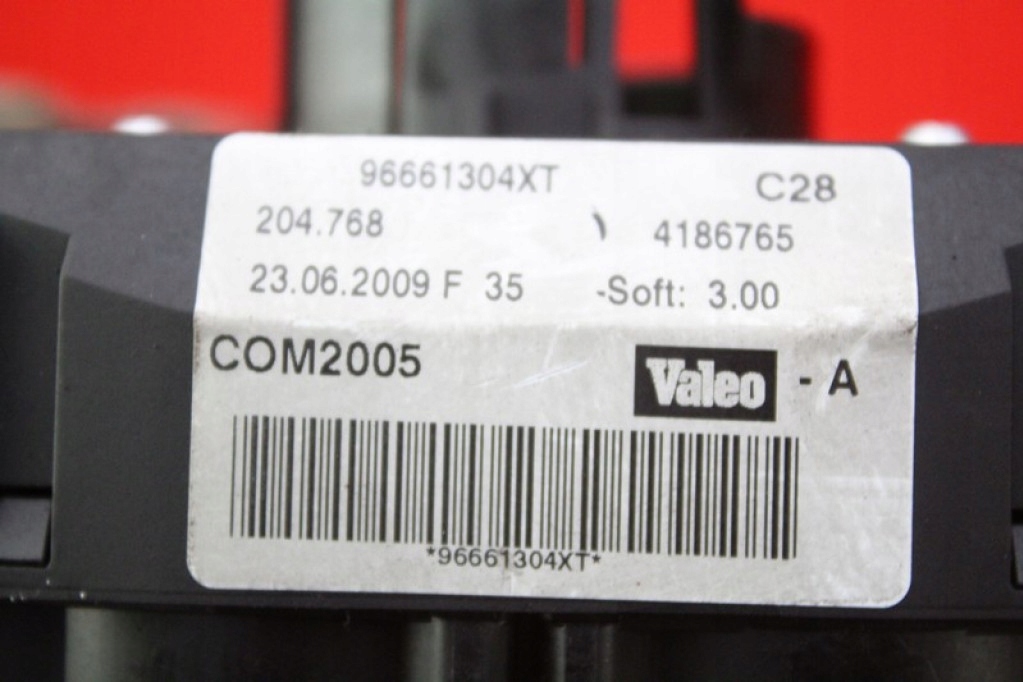 96661304XT C28
204.768 4186765
23.06.2009 F 35 -Soft: 3.00
COM2005 Valeo - A
*96661304XT*